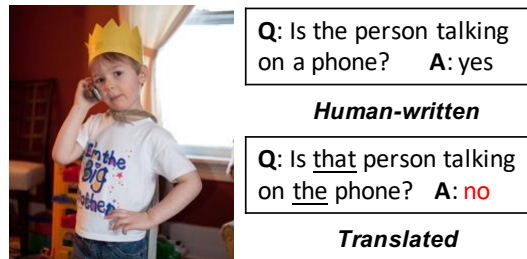 I'm the
Big
Q: Is the person talking
on a phone? A: yes
Human-written
Q: Is that person talking
on the phone? A: no
Translated